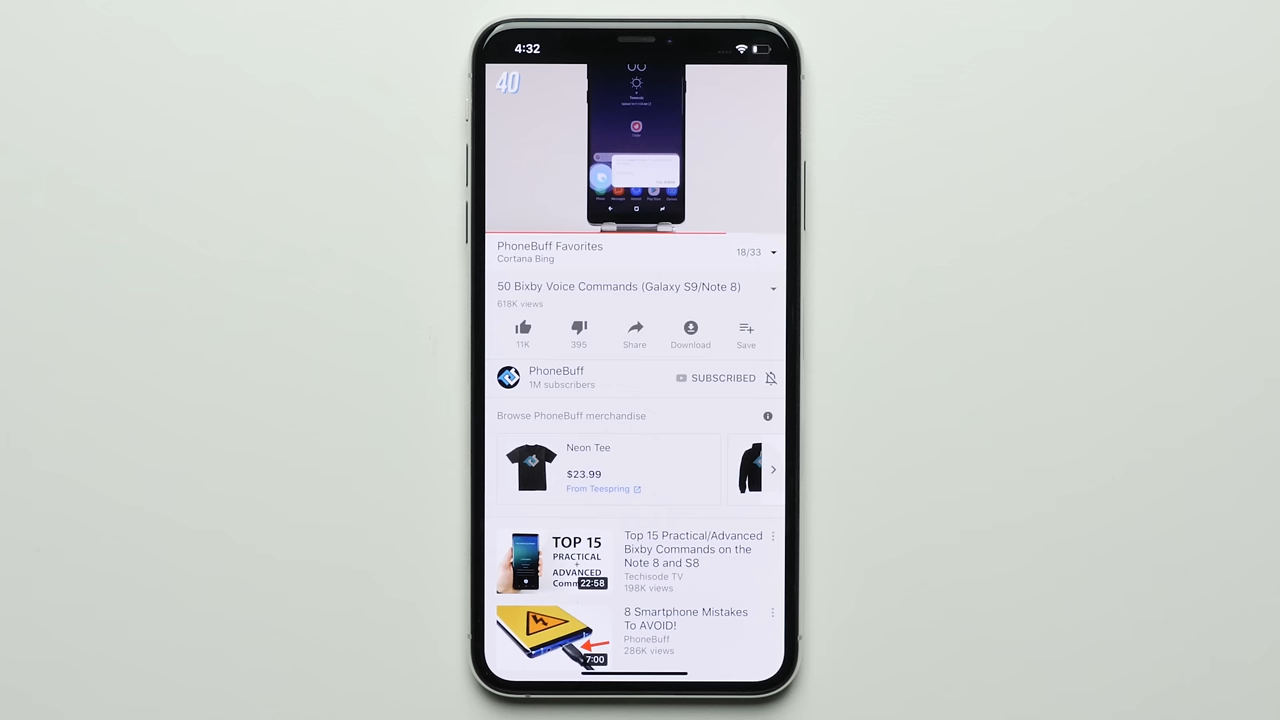 4:32
40
PhoneBuff Favorites
Cortana Bing
18/33
50 Bixby Voice Commands (Galaxy S9/Note 8)
618K views
11K
395
Share
Download
Save
PhoneBuff
1M subscribers
SUBSCRIBED
Browse PhoneBuff merchandise
Neon Tee
$23.99
From Teespring
TOP 15
PRACTICAL
+
ADVANCED
Comm
22:58
Top 15 Practical/Advanced
Bixby Commands on the
Note 8 and S8
Techisode TV
198K views
7:00
8 Smartphone Mistakes
To AVOID!
PhoneBuff
286K views